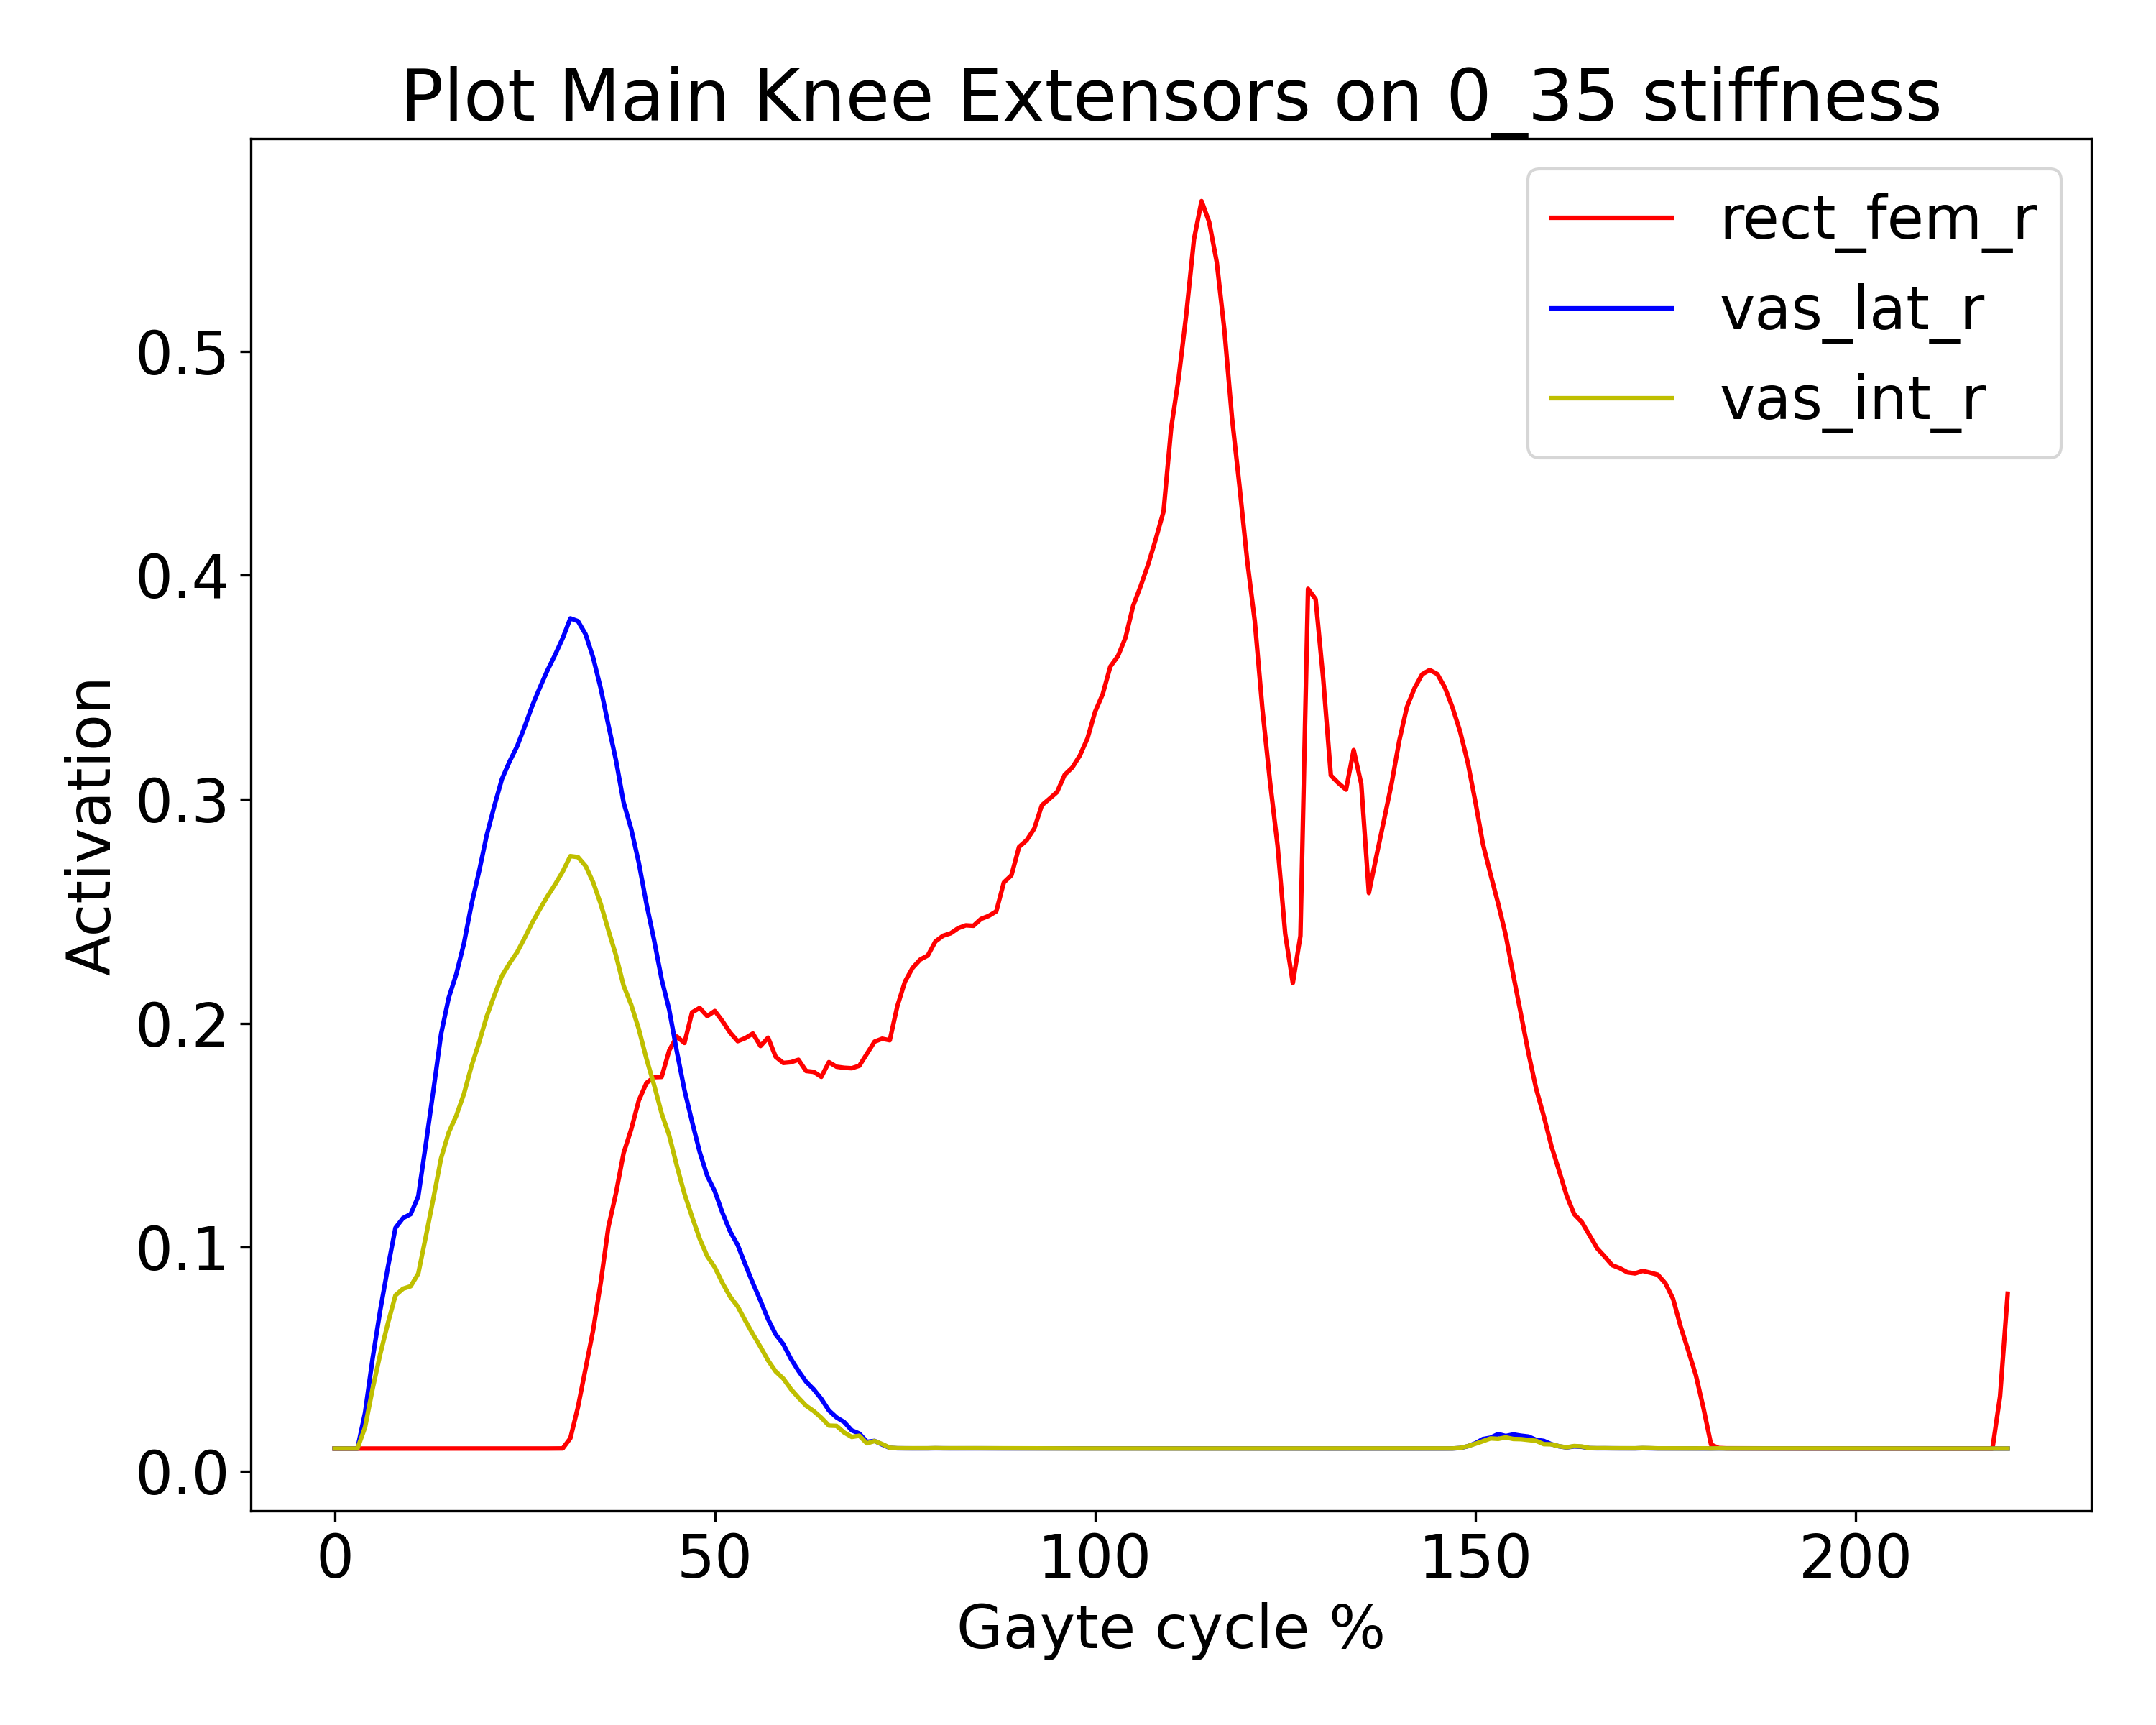 Plot Main Knee Extensors on 0_35 stiffness
rect_fem_r
vas_lat_r
vas_int_r
Activation
0.5
0.4
0.3
0.2
0.1
0.0
0 50 100 150 200
Gayte cycle %